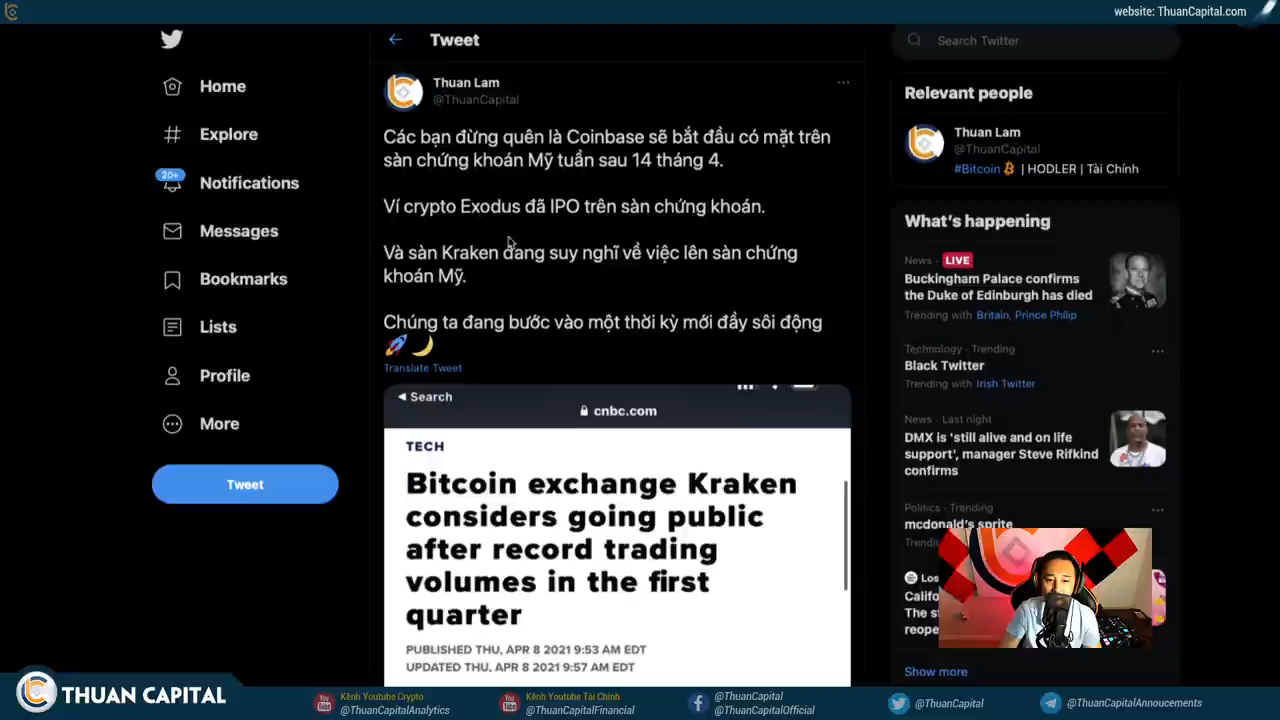 website: ThuanCapital.com
Home
Explore
20+
Notifications
Messages
Bookmarks
Lists
Profile
More
Tweet
Tweet
Thuan Lam
@ThuanCapital
Các bạn đừng quên là Coinbase sẽ bắt đầu có mặt trên
sàn chứng khoán Mỹ tuần sau 14 tháng 4.
Ví crypto Exodus đã IPO trên sàn chứng khoán.
Và sàn Kraken đang suy nghĩ về việc lên sàn chứng
khoán Mỹ.
Chúng ta đang bước vào một thời kỳ mới đầy sôi động
🚀🌙
Translate Tweet
◀ Search
cnbc.com
TECH
Bitcoin exchange Kraken
considers going public
after record trading
volumes in the first
quarter
PUBLISHED THU, APR 8 2021 9:53 AM EDT
UPDATED THU, APR 8 2021 9:57 AM EDT
Search Twitter
Relevant people
Thuan Lam
@ThuanCapital
#Bitcoin | HODLER | Tài Chính
What's happening
News · LIVE
Buckingham Palace confirms
the Duke of Edinburgh has died
Trending with Britain, Prince Philip
Technology · Trending
Black Twitter
Trending with Irish Twitter
News · Last night
DMX is 'still alive and on life
support', manager Steve Rifkind
confirms
Politics · Trending
mcdonald's sprite
Show more
THUAN CAPITAL
Kênh Youtube Crypto
@ThuanCapitalAnalytics
Kênh Youtube Tài Chính
@ThuanCapitalFinancial
@ThuanCapital
@ThuanCapitalOfficial
@ThuanCapital
@ThuanCapitalAnnoucements